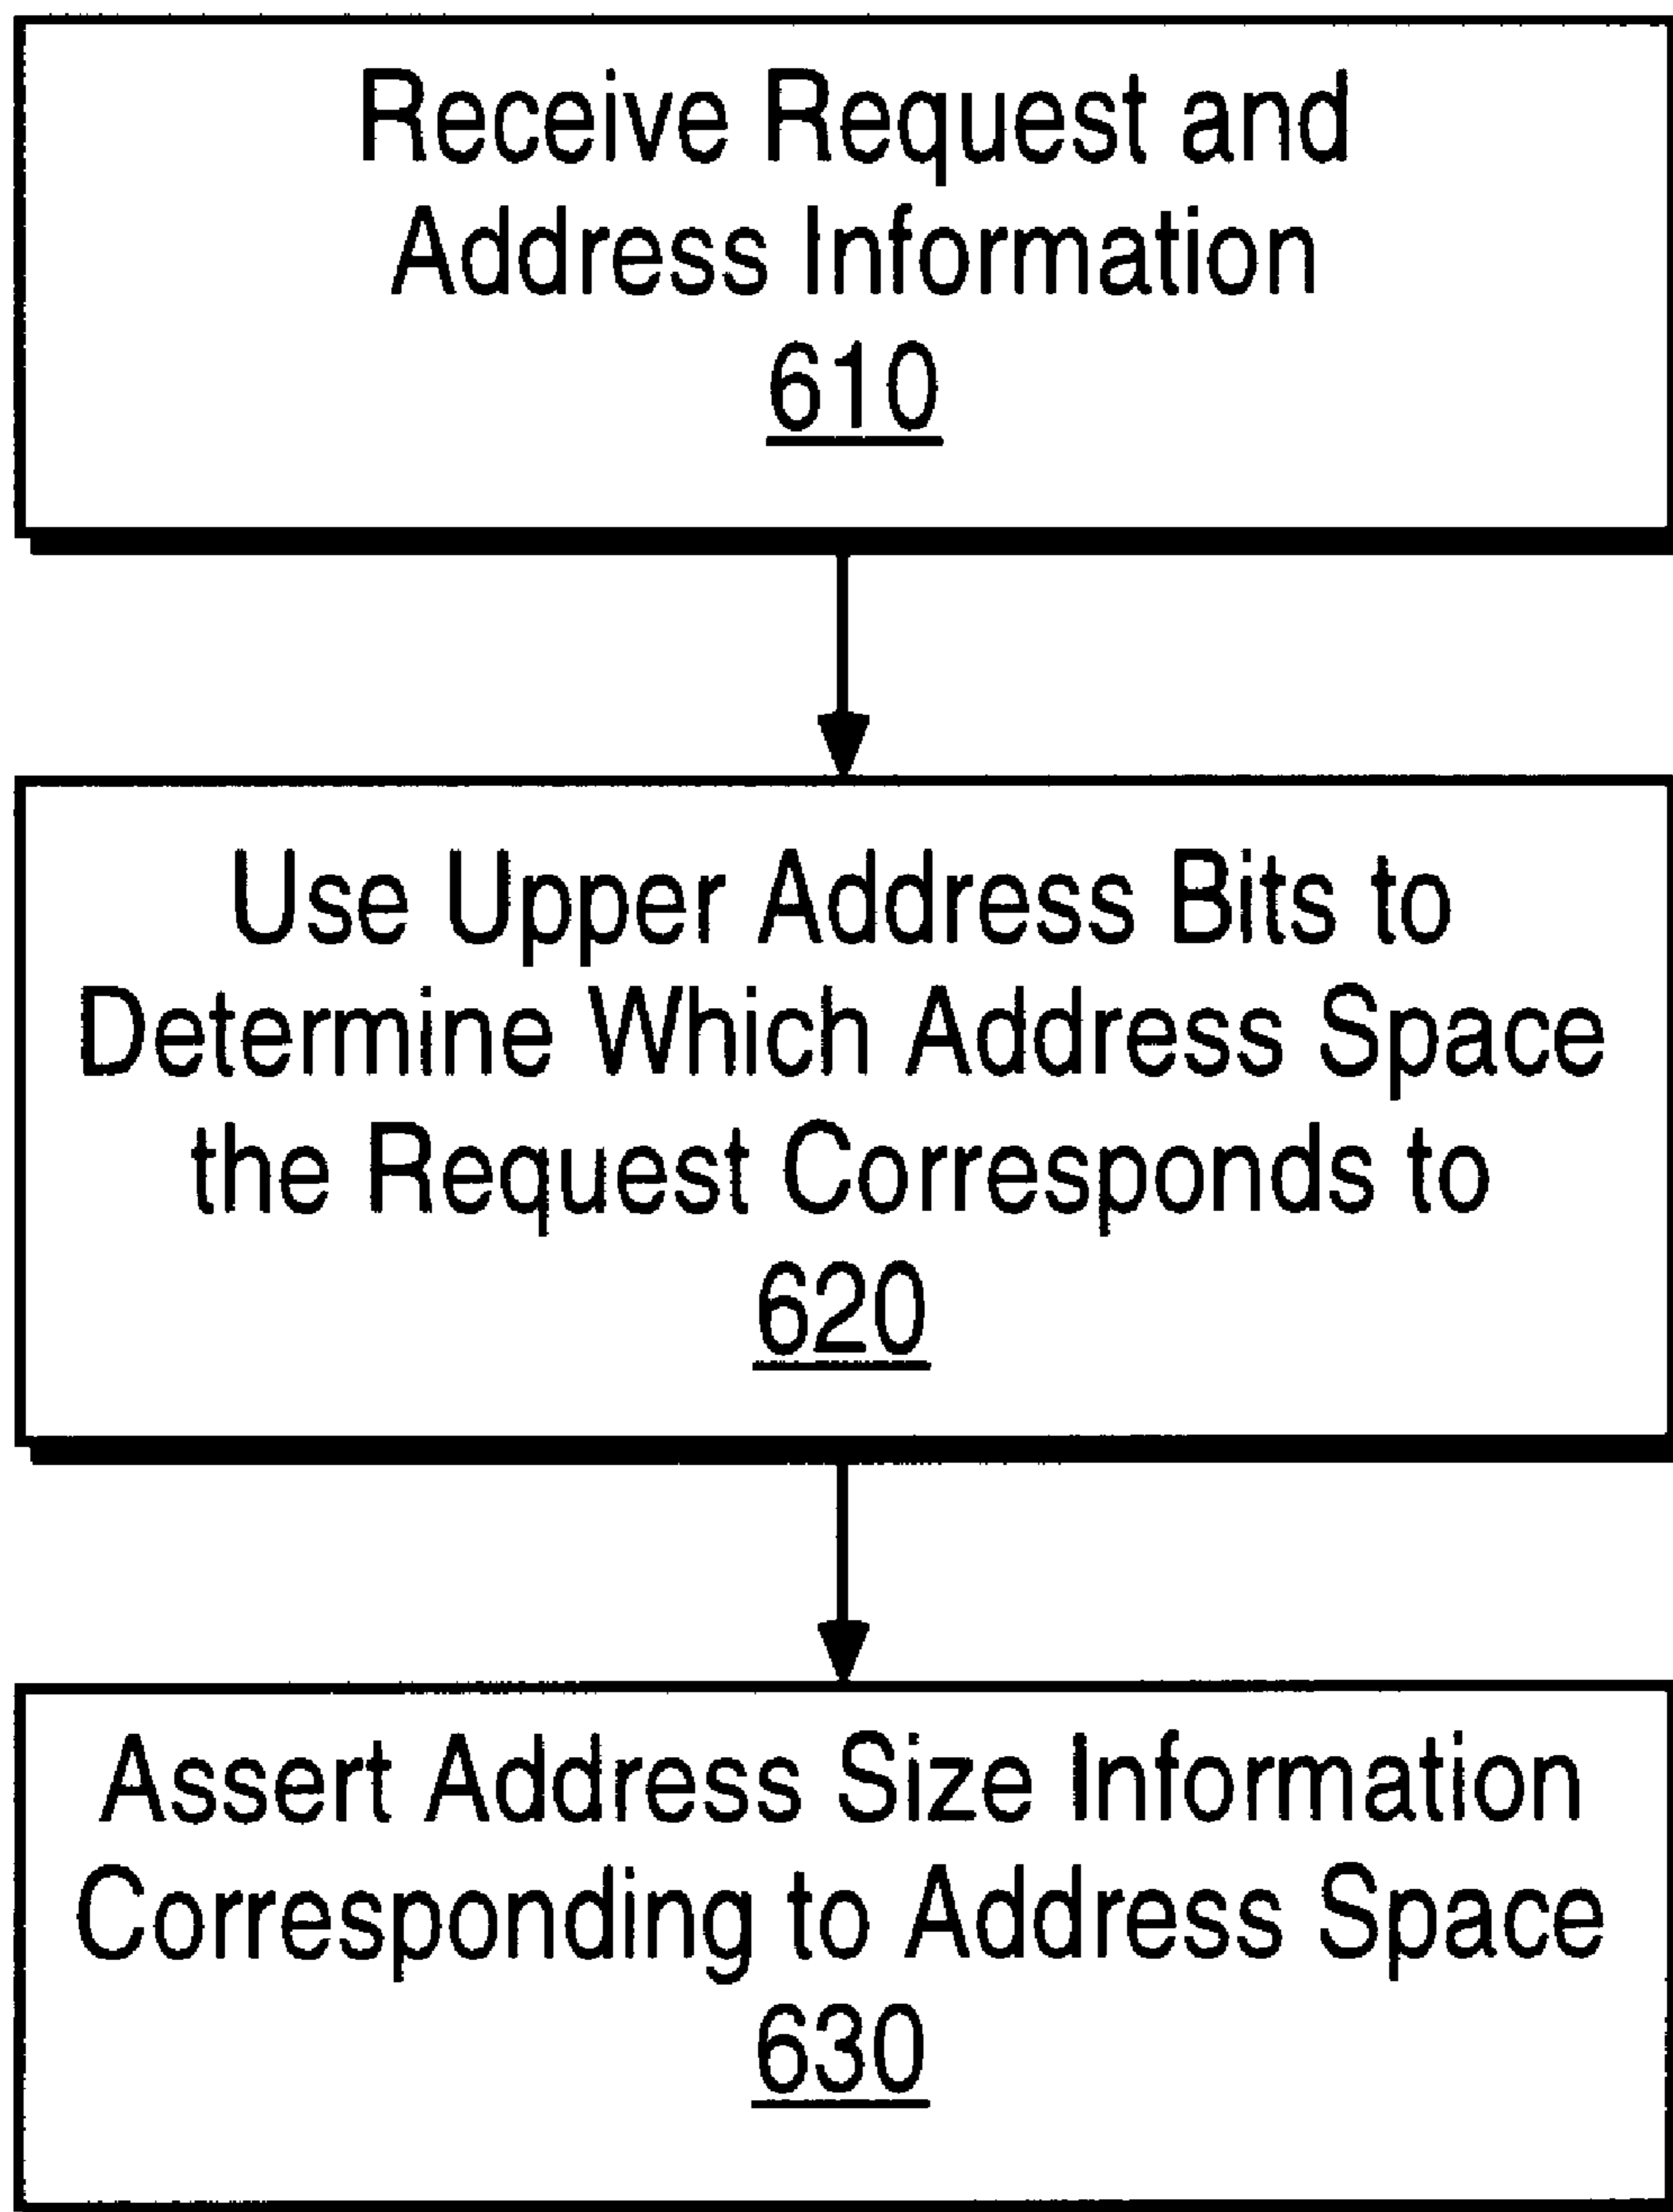 Receive Request and
Address Information
610
Use Upper Address Bits to
Determine Which Address Space
the Request Corresponds to
620
Assert Address Size Information
Corresponding to Address Space
630